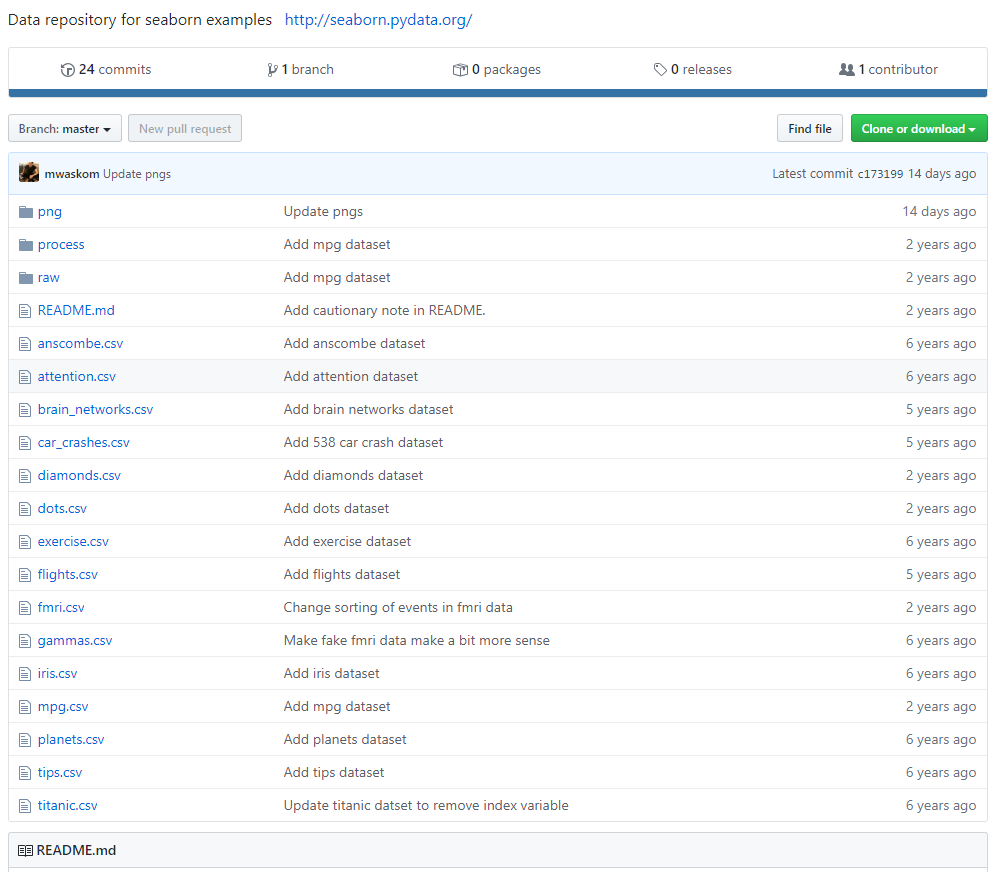 Data repository for seaborn examples http://seaborn.pydata.org/
24 commits 1 branch 0 packages 0 releases 1 contributor
Branch: master New pull request Find file Clone or download
mwaskom Update pngs Latest commit c173199 14 days ago
png Update pngs 14 days ago
process Add mpg dataset 2 years ago
raw Add mpg dataset 2 years ago
README.md Add cautionary note in README. 2 years ago
anscombe.csv Add anscombe dataset 6 years ago
attention.csv Add attention dataset 6 years ago
brain_networks.csv Add brain networks dataset 5 years ago
car_crashes.csv Add 538 car crash dataset 5 years ago
diamonds.csv Add diamonds dataset 2 years ago
dots.csv Add dots dataset 2 years ago
exercise.csv Add exercise dataset 6 years ago
flights.csv Add flights dataset 5 years ago
fmri.csv Change sorting of events in fmri data 2 years ago
gammas.csv Make fake fmri data make a bit more sense 6 years ago
iris.csv Add iris dataset 6 years ago
mpg.csv Add mpg dataset 2 years ago
planets.csv Add planets dataset 6 years ago
tips.csv Add tips dataset 6 years ago
titanic.csv Update titanic datset to remove index variable 6 years ago
README.md